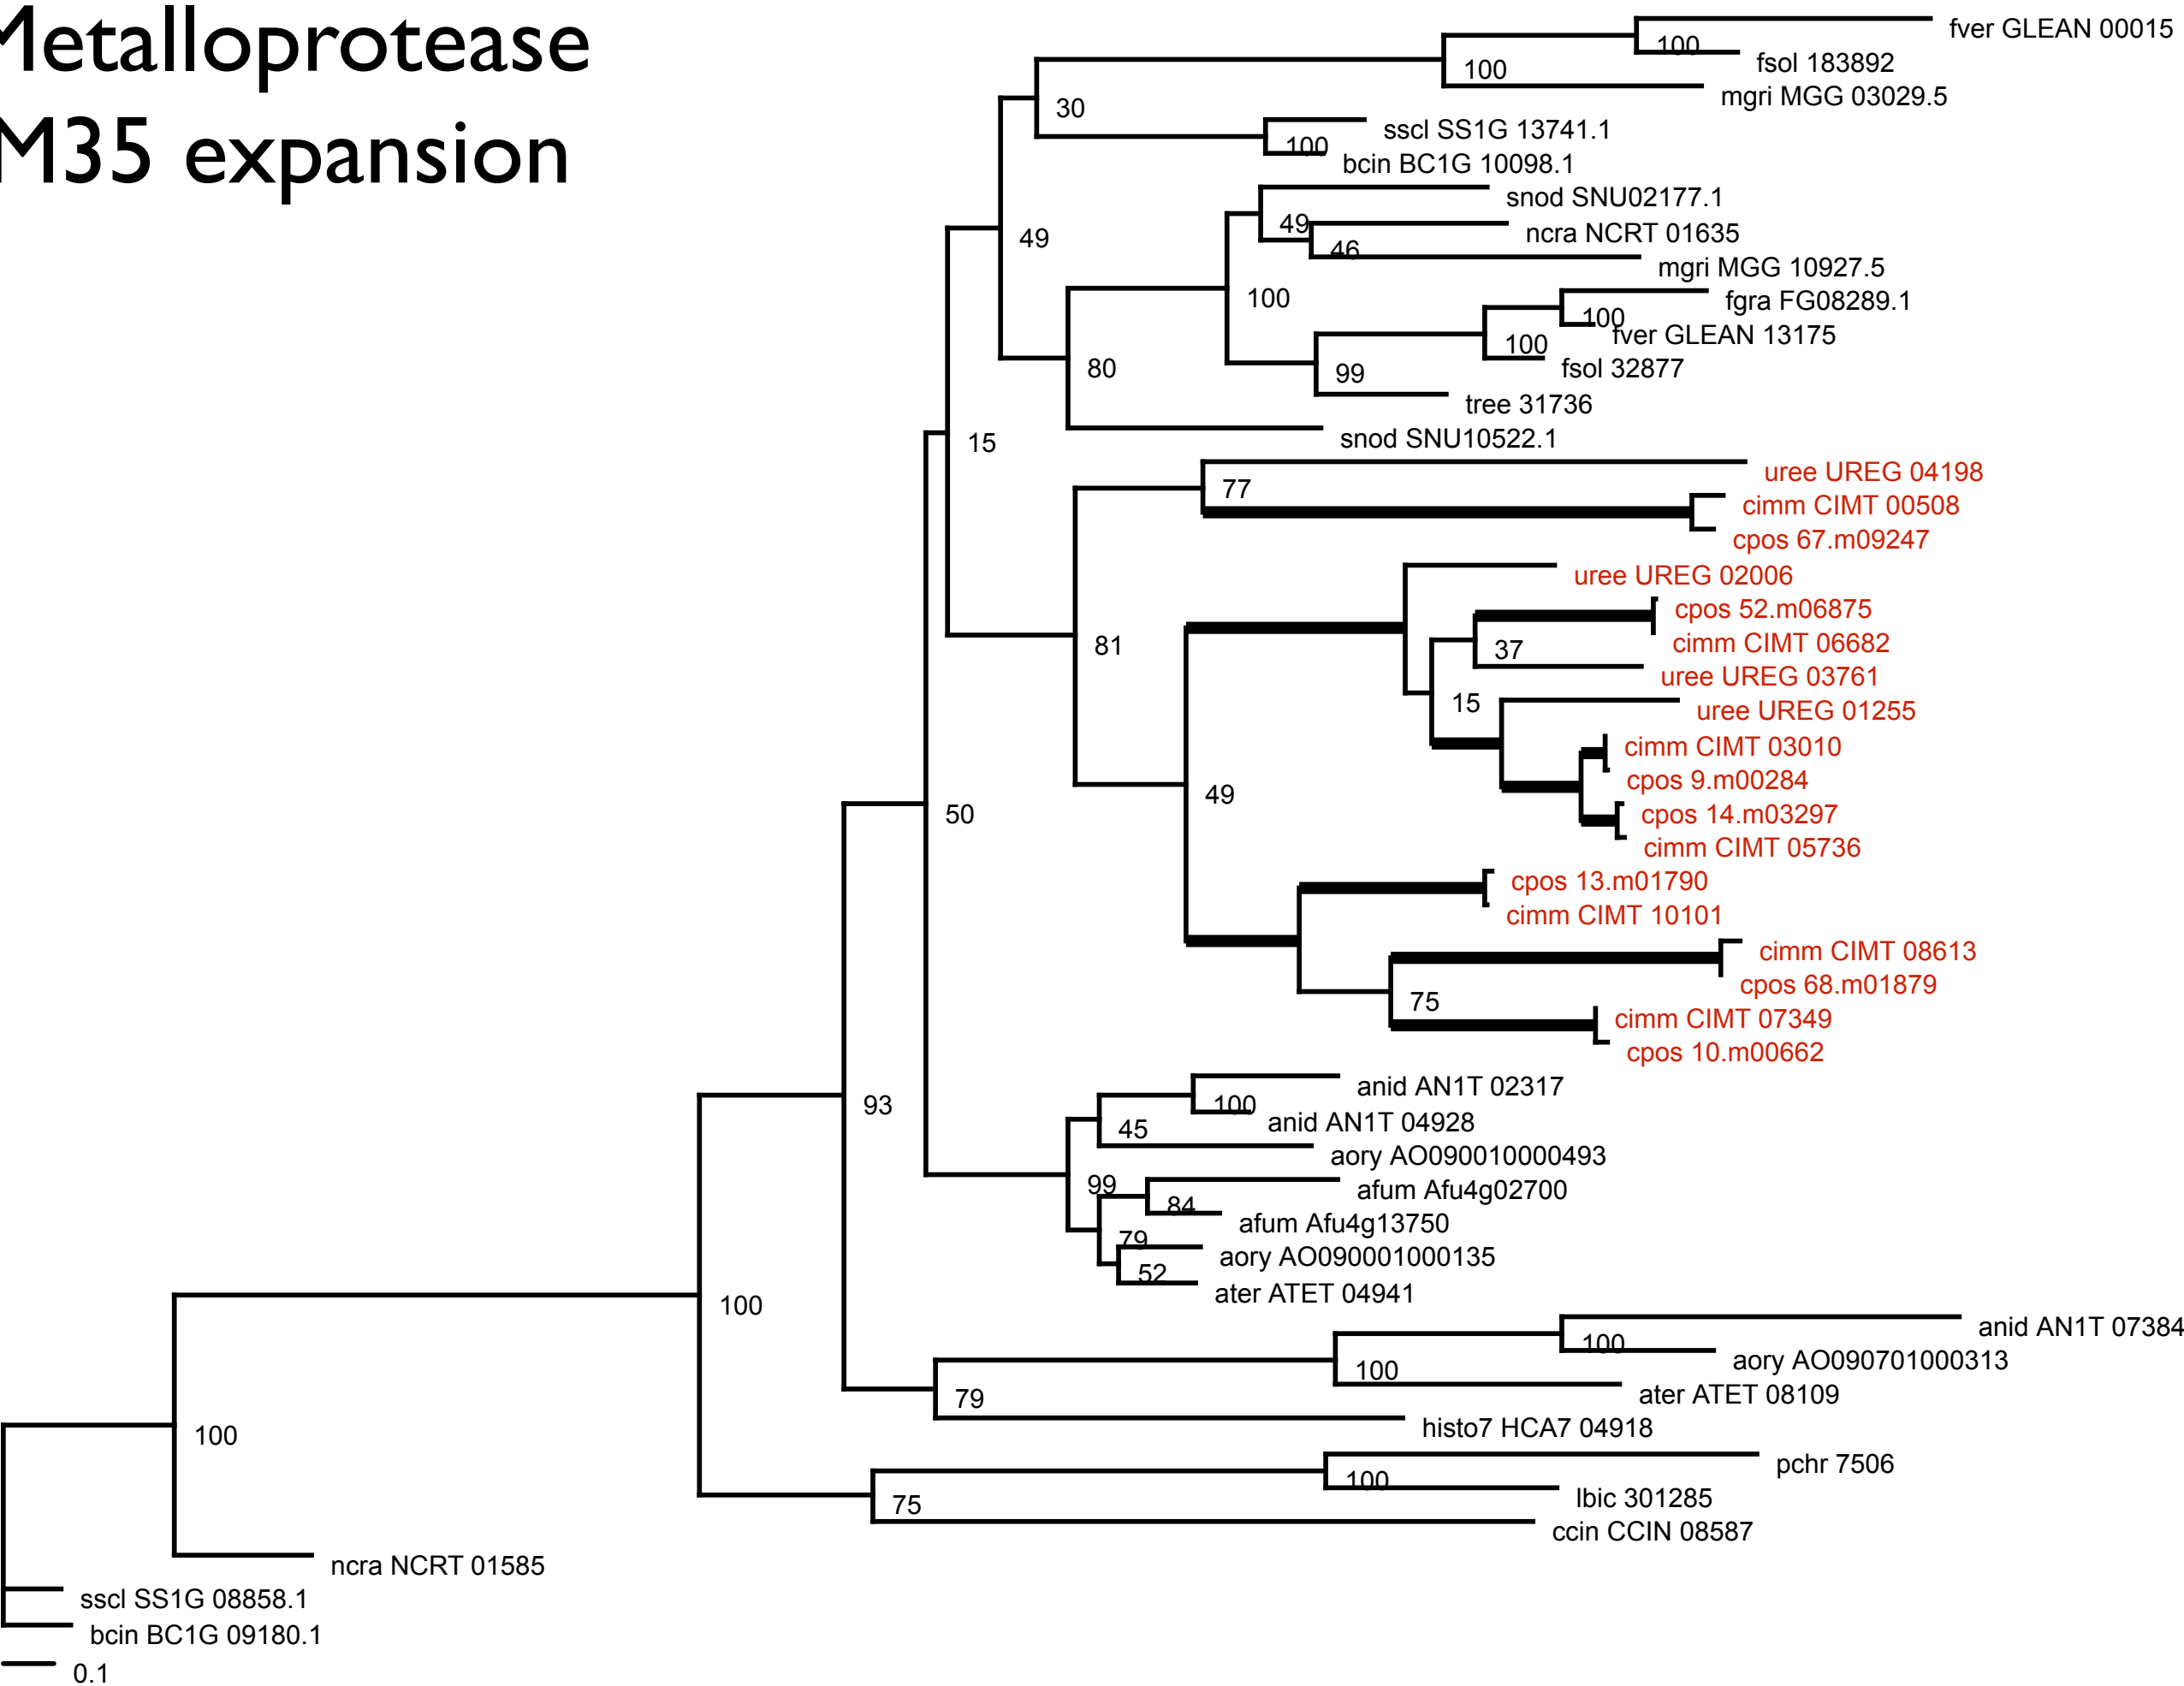 Metalloprotease
M35 expansion
fver GLEAN 00015
100
fsol 183892
100
mgri MGG 03029.5
30
sscl SS1G 13741.1
100
bcin BC1G 10098.1
49
snod SNU02177.1
49
ncra NCRT 01635
46
mgri MGG 10927.5
100
fgra FG08289.1
100
fver GLEAN 13175
100
fsol 32877
80
99
tree 31736
15
snod SNU10522.1
uree UREG 04198
77
cimm CIMT 00508
cpos 67.m09247
uree UREG 02006
cpos 52.m06875
81
37
cimm CIMT 06682
uree UREG 03761
15
uree UREG 01255
cimm CIMT 03010
cpos 9.m00284
50
49
cpos 14.m03297
cimm CIMT 05736
cpos 13.m01790
cimm CIMT 10101
cimm CIMT 08613
cpos 68.m01879
75
cimm CIMT 07349
cpos 10.m00662
anid AN1T 02317
93
100
anid AN1T 04928
45
aory AO090010000493
99
afum Afu4g02700
84
afum Afu4g13750
79
aory AO090001000135
52
ater ATET 04941
100
anid AN1T 07384
100
aory AO090701000313
100
ater ATET 08109
79
histo7 HCA7 04918
100
pchr 7506
100
lbic 301285
75
ccin CCIN 08587
ncra NCRT 01585
sscl SS1G 08858.1
bcin BC1G 09180.1
0.1